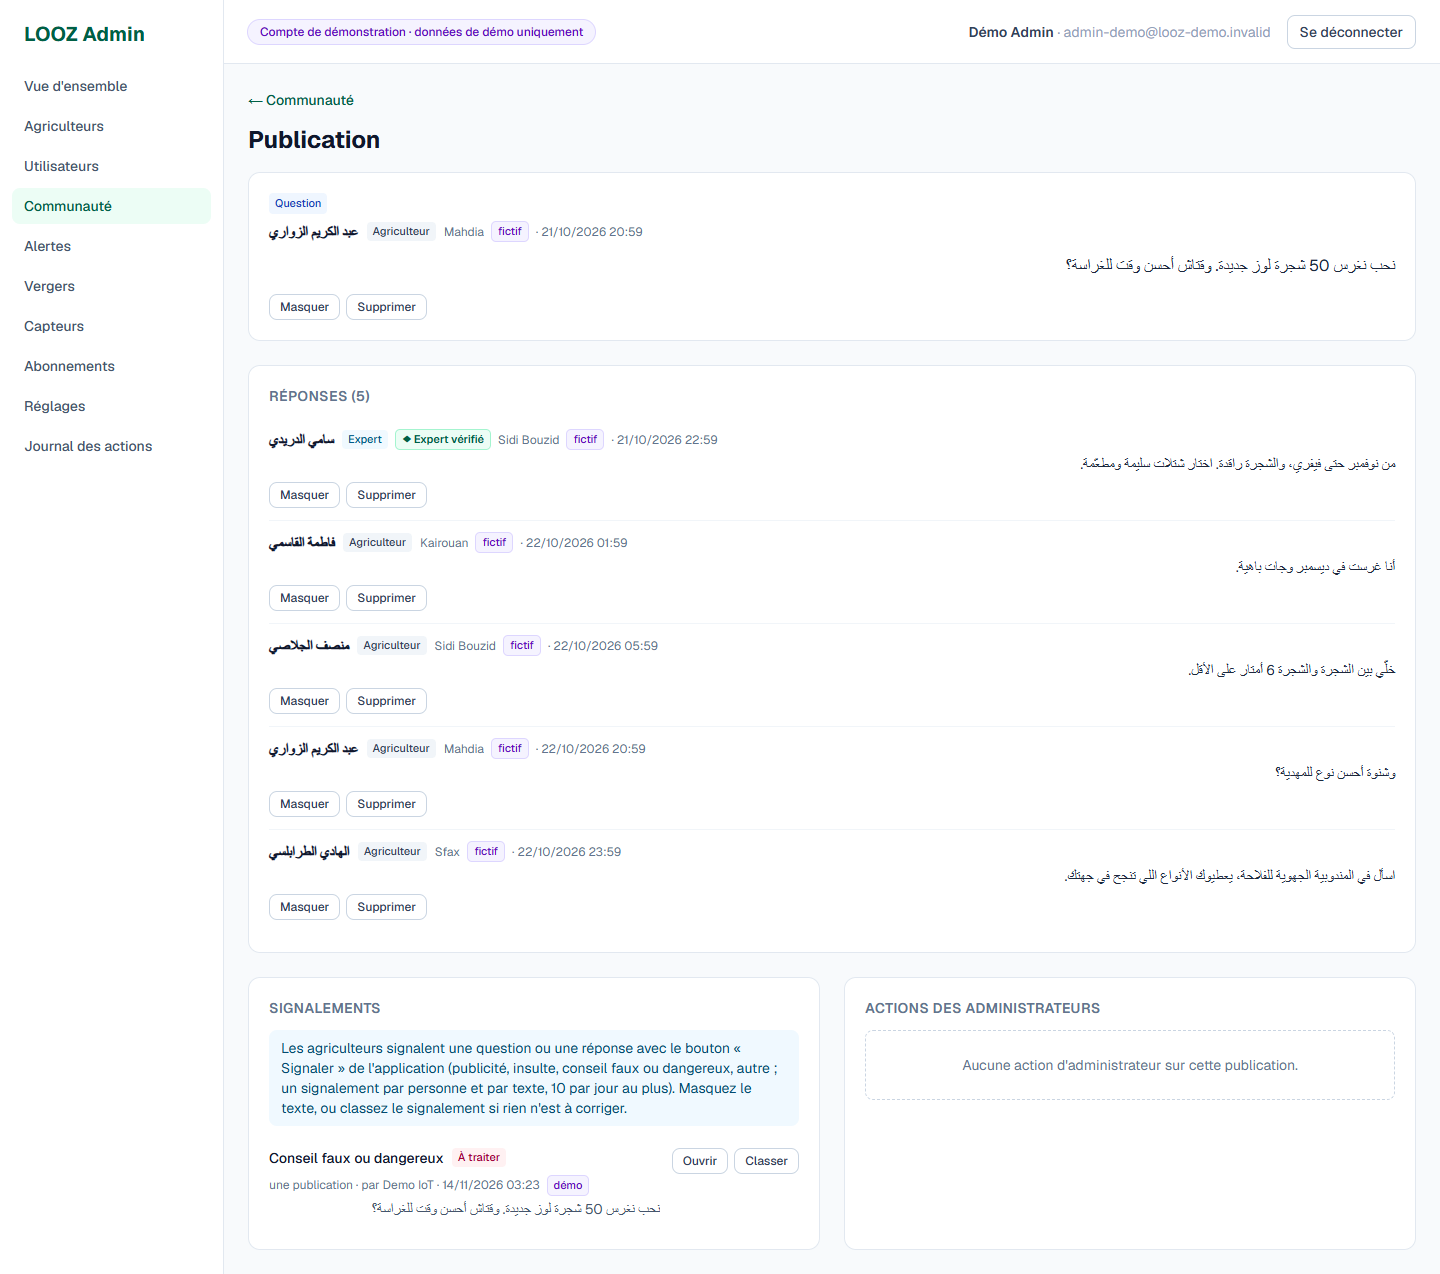 LOOZ Admin
Vue d'ensemble
Agriculteurs
Utilisateurs
Communauté
Alertes
Vergers
Capteurs
Abonnements
Réglages
Journal des actions
Compte de démonstration · données de démo uniquement
Démo Admin · admin-demo@looz-demo.invalid
Se déconnecter
← Communauté
Publication
Question
عبد الكريم الزواري Agriculteur Mahdia fictif · 21/10/2026 20:59
نحب نغرس 50 شجرة لوز جديدة. وقتاش أحسن وقت للغراسة؟
Masquer Supprimer
RÉPONSES (5)
سامي الدريدي Expert ◆ Expert vérifié Sidi Bouzid fictif · 21/10/2026 22:59
من نوفمبر حتى فيفري، والشجرة راقدة. اختار شتلات سليمة ومطعّمة.
Masquer Supprimer
فاطمة القاسمي Agriculteur Kairouan fictif · 22/10/2026 01:59
أنا غرست في ديسمبر وجات باهية.
Masquer Supprimer
منصف الجلاصي Agriculteur Sidi Bouzid fictif · 22/10/2026 05:59
خلّي بين الشجرة والشجرة 6 أمتار على الأقل.
Masquer Supprimer
عبد الكريم الزواري Agriculteur Mahdia fictif · 22/10/2026 20:59
وشنوة أحسن نوع للمهدية؟
Masquer Supprimer
الهادي الطرابلسي Agriculteur Sfax fictif · 22/10/2026 23:59
اسأل في المندوبية الجهوية للفلاحة، يعطيوك الأنواع اللي تنجح في جهتك.
Masquer Supprimer
SIGNALEMENTS
Les agriculteurs signalent une question ou une réponse avec le bouton «
Signaler » de l'application (publicité, insulte, conseil faux ou dangereux, autre ;
un signalement par personne et par texte, 10 par jour au plus). Masquez le
texte, ou classez le signalement si rien n'est à corriger.
Conseil faux ou dangereux À traiter
Ouvrir Classer
une publication · par Demo IoT · 14/11/2026 03:23 démo
نحب نغرس 50 شجرة لوز جديدة. وقتاش أحسن وقت للغراسة؟
ACTIONS DES ADMINISTRATEURS
Aucune action d'administrateur sur cette publication.